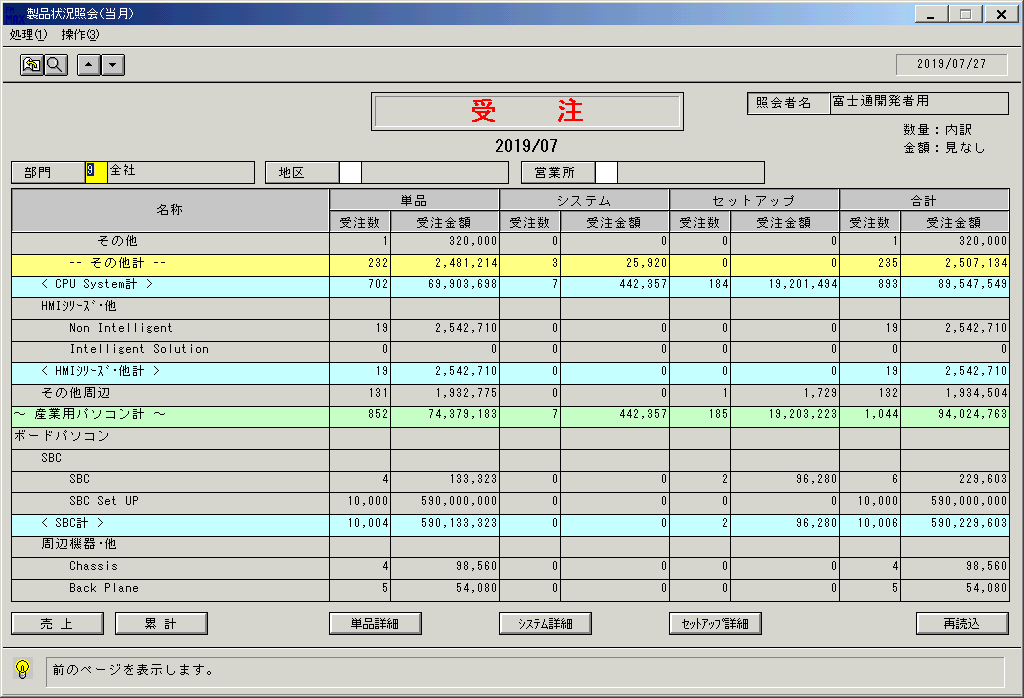 製品状況照会(当月)
処理(1) 操作(3)
2019/07/27
受 注
照会者名 富士通開発者用
2019/07
数量：内訳
金額：見なし
部門 9 全社 地区 営業所
名称 単品 システム セットアップ 合計
受注数 受注金額 受注数 受注金額 受注数 受注金額 受注数 受注金額
その他 1 320,000 0 0 0 0 1 320,000
-- その他計 -- 232 2,481,214 3 25,920 0 0 235 2,507,134
< CPU System計 > 702 69,903,698 7 442,357 184 19,201,494 893 89,547,549
HMIｼﾘｰｽﾞ･他
Non Intelligent 19 2,542,710 0 0 0 0 19 2,542,710
Intelligent Solution 0 0 0 0 0 0 0 0
< HMIｼﾘｰｽﾞ･他計 > 19 2,542,710 0 0 0 0 19 2,542,710
その他周辺 131 1,932,775 0 0 1 1,729 132 1,934,504
～ 産業用パソコン計 ～ 852 74,379,183 7 442,357 185 19,203,223 1,044 94,024,763
ボードパソコン
SBC
SBC 4 133,323 0 0 2 96,280 6 229,603
SBC Set UP 10,000 590,000,000 0 0 0 0 10,000 590,000,000
< SBC計 > 10,004 590,133,323 0 0 2 96,280 10,006 590,229,603
周辺機器･他
Chassis 4 98,560 0 0 0 0 4 98,560
Back Plane 5 54,080 0 0 0 0 5 54,080
売 上 累 計 単品詳細 ｼｽﾃﾑ詳細 ｾｯﾄｱｯﾌﾟ詳細 再読込
前のページを表示します。